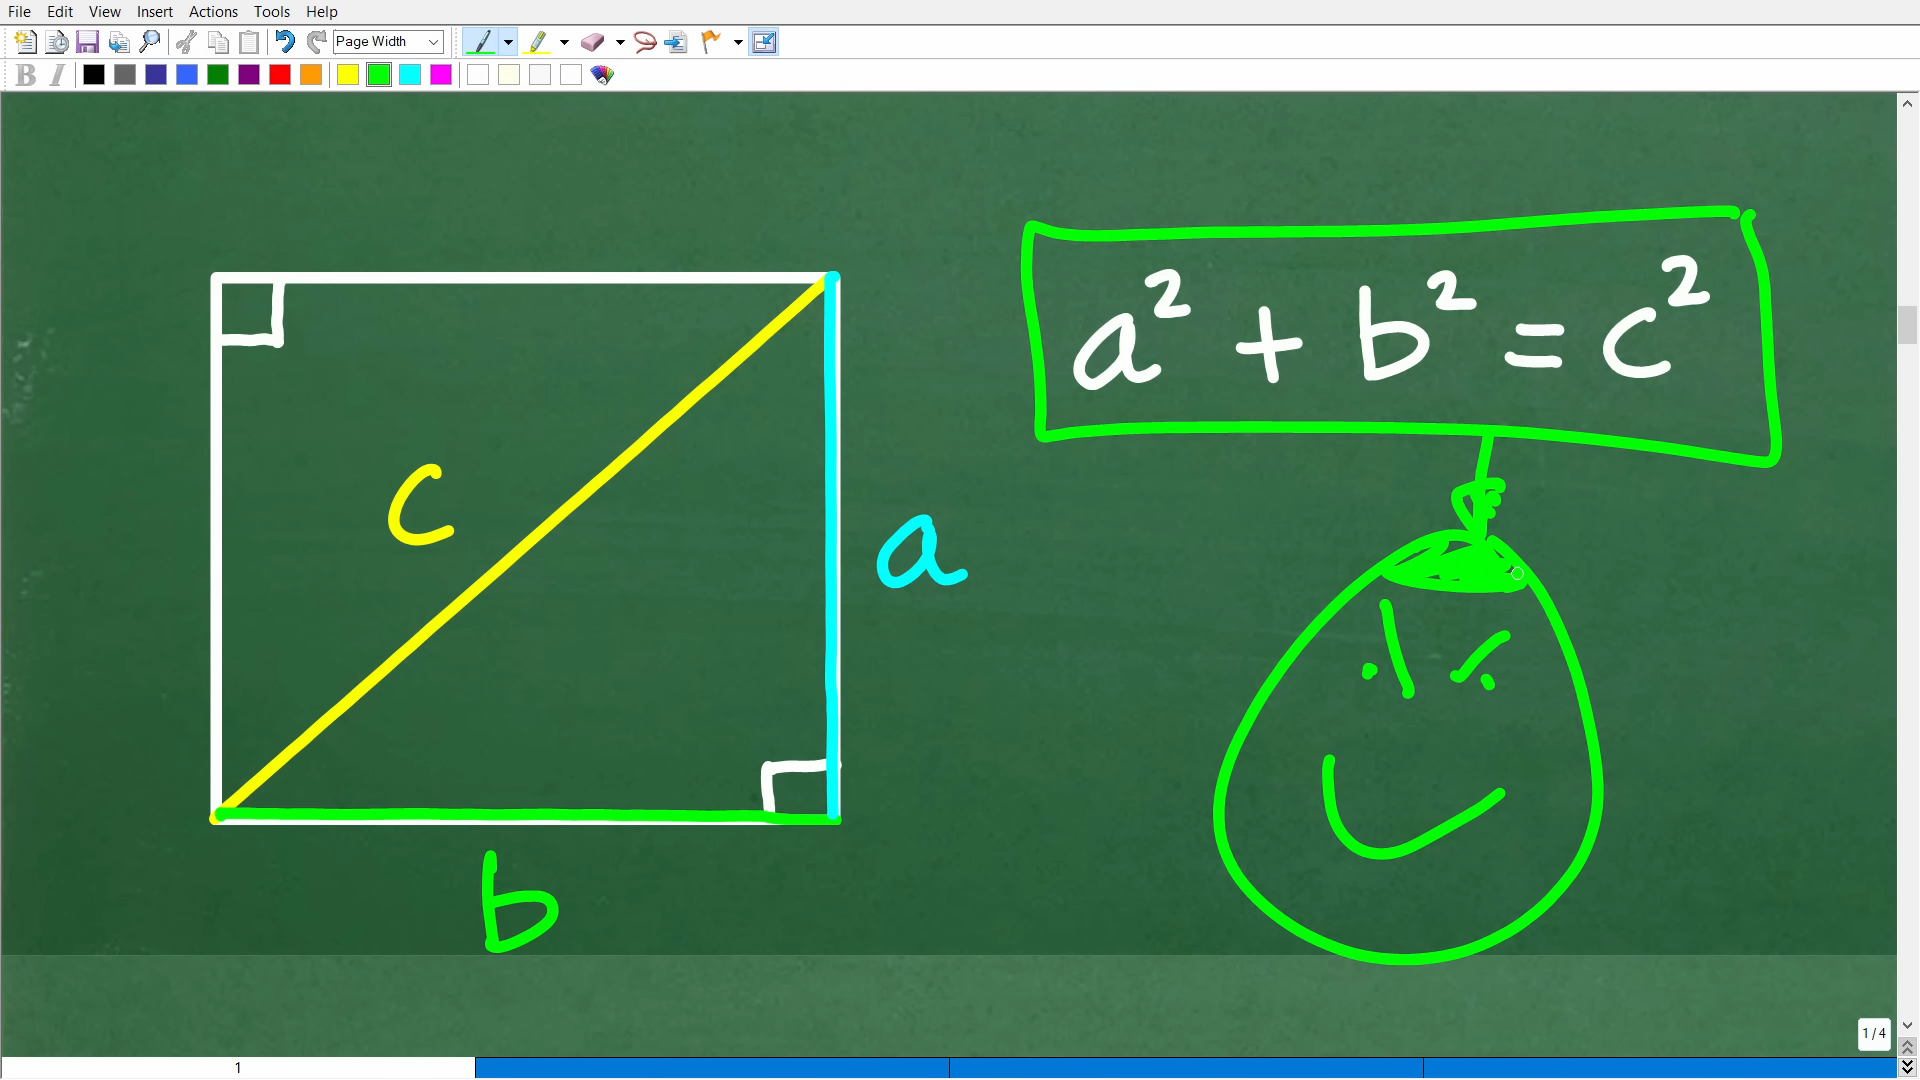 File Edit View Insert Actions Tools Help
Page Width
B I
a² + b² = c²
c
a
b
1 / 4
1